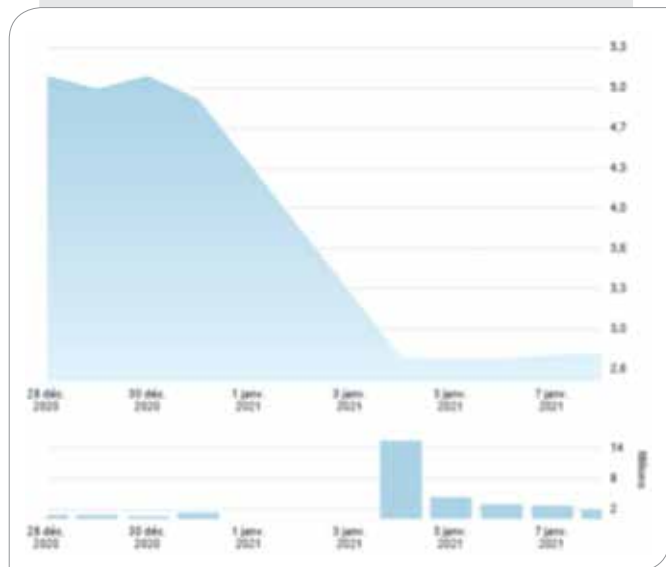 5,3
5,0
4,7
4,3
4,0
3,6
3,3
3,0
2,6
28 déc. 2020
30 déc. 2020
1 janv. 2021
3 janv. 2021
5 janv. 2021
7 janv. 2021
14
8
2
Millions
28 déc. 2020
30 déc. 2020
1 janv. 2021
3 janv. 2021
5 janv. 2021
7 janv. 2021